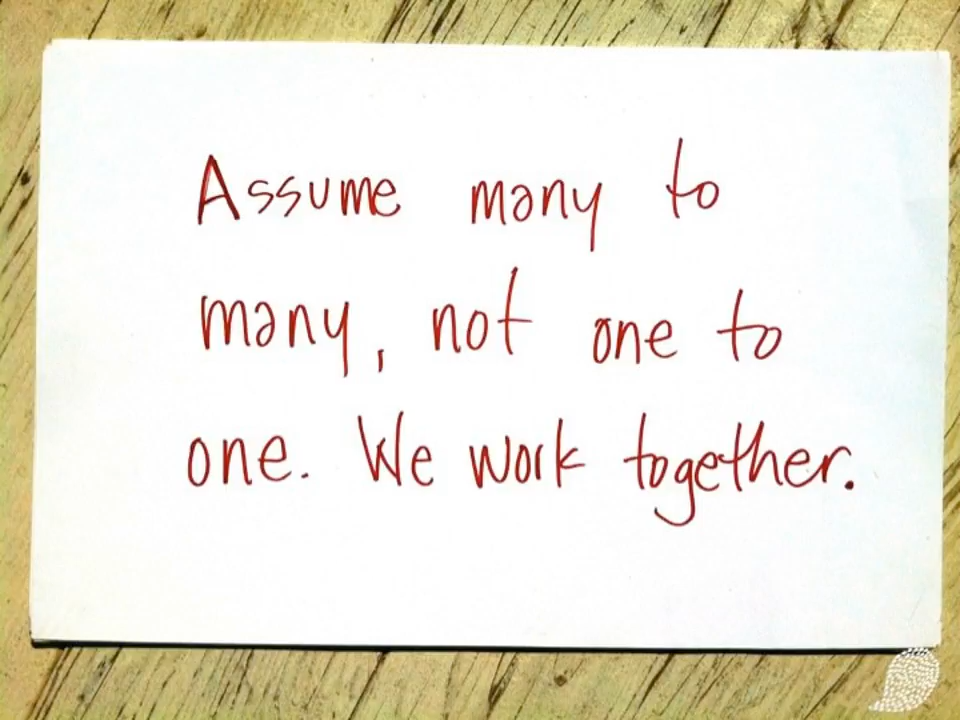 Assume many to
many, not one to
one. We work together.